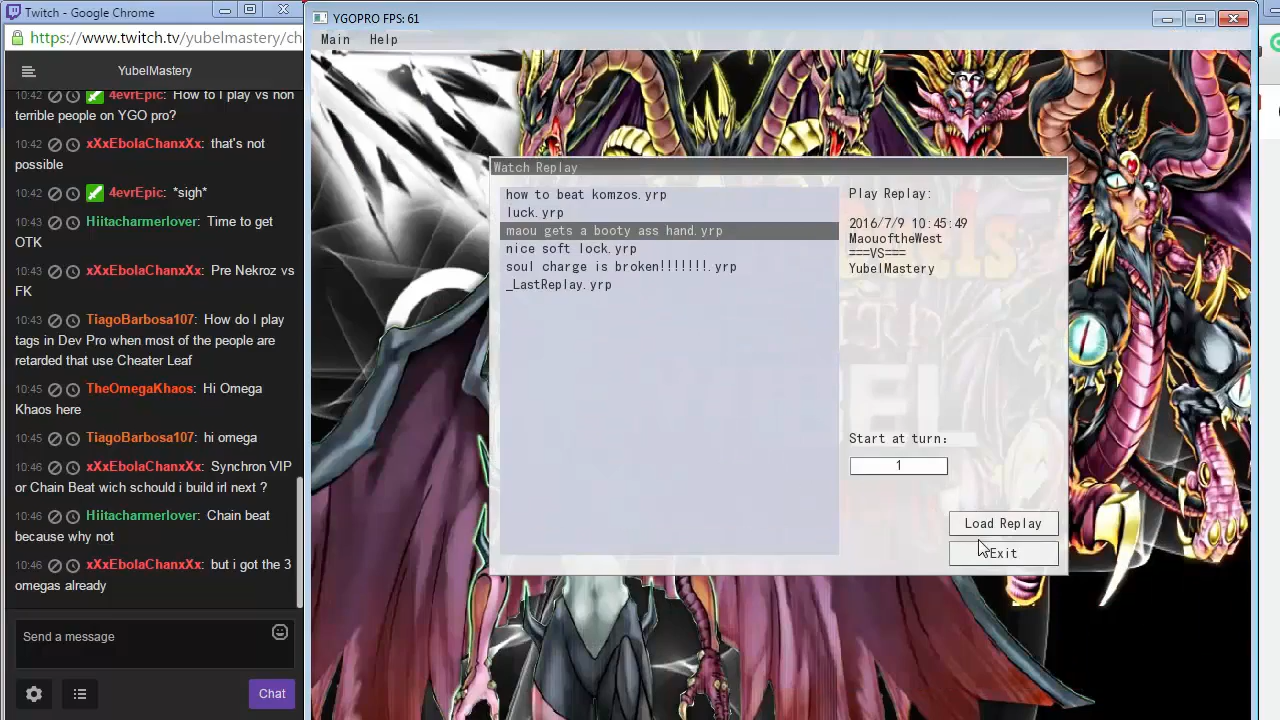 Twitch - Google Chrome
https://www.twitch.tv/yubelmastery/ch
YubelMastery
10:42 4evrEpic: How to I play vs non
terrible people on YGO pro?
10:42 xXxEbolaChanxXx: that's not
possible
10:42 4evrEpic: *sigh*
10:43 Hiitacharmerlover: Time to get
OTK
10:43 xXxEbolaChanxXx: Pre Nekroz vs
FK
10:43 TiagoBarbosa107: How do I play
tags in Dev Pro when most of the people are
retarded that use Cheater Leaf
10:45 TheOmegaKhaos: Hi Omega
Khaos here
10:45 TiagoBarbosa107: hi omega
10:46 xXxEbolaChanxXx: Synchron VIP
or Chain Beat wich schould i build irl next ?
10:46 Hiitacharmerlover: Chain beat
because why not
10:46 xXxEbolaChanxXx: but i got the 3
omegas already
Send a message
Chat
YGOPRO FPS: 61
Main Help
Watch Replay
how to beat komzos.yrp
luck.yrp
maou gets a booty ass hand.yrp
nice soft lock.yrp
soul charge is broken!!!!!!!.yrp
_LastReplay.yrp
Play Replay:
2016/7/9 10:45:49
MaouoftheWest
===VS===
YubelMastery
Start at turn:
1
Load Replay
Exit